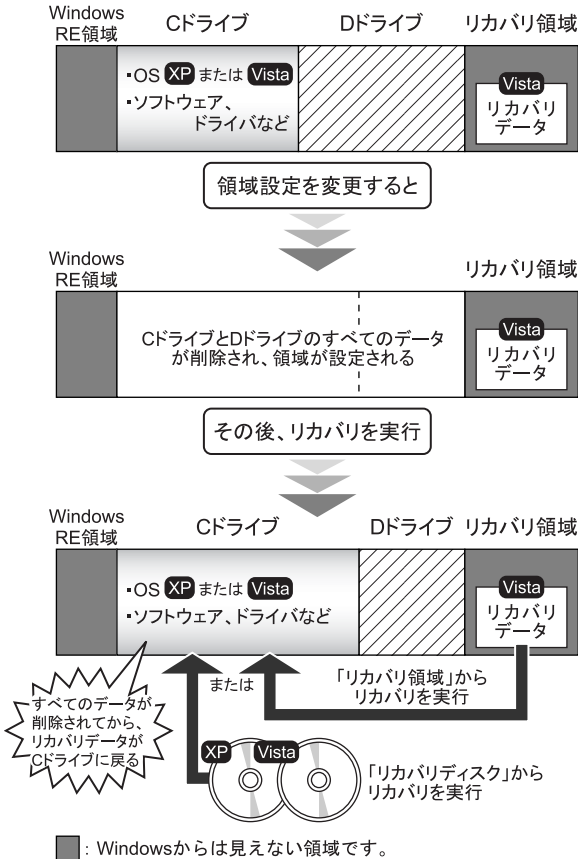 Windows
RE領域
Cドライブ
Dドライブ
リカバリ領域
・OS XP または Vista
・ソフトウェア、
ドライバなど
Vista
リカバリ
データ
領域設定を変更すると
Windows
RE領域
リカバリ領域
CドライブとDドライブのすべてのデータ
が削除され、領域が設定される
Vista
リカバリ
データ
その後、リカバリを実行
Windows
RE領域
Cドライブ
Dドライブ
リカバリ領域
・OS XP または Vista
・ソフトウェア、ドライバなど
Vista
リカバリ
データ
すべてのデータが
削除されてから、
リカバリデータが
Cドライブに戻る
または
「リカバリ領域」から
リカバリを実行
XP
Vista
「リカバリディスク」から
リカバリを実行
：Windowsからは見えない領域です。